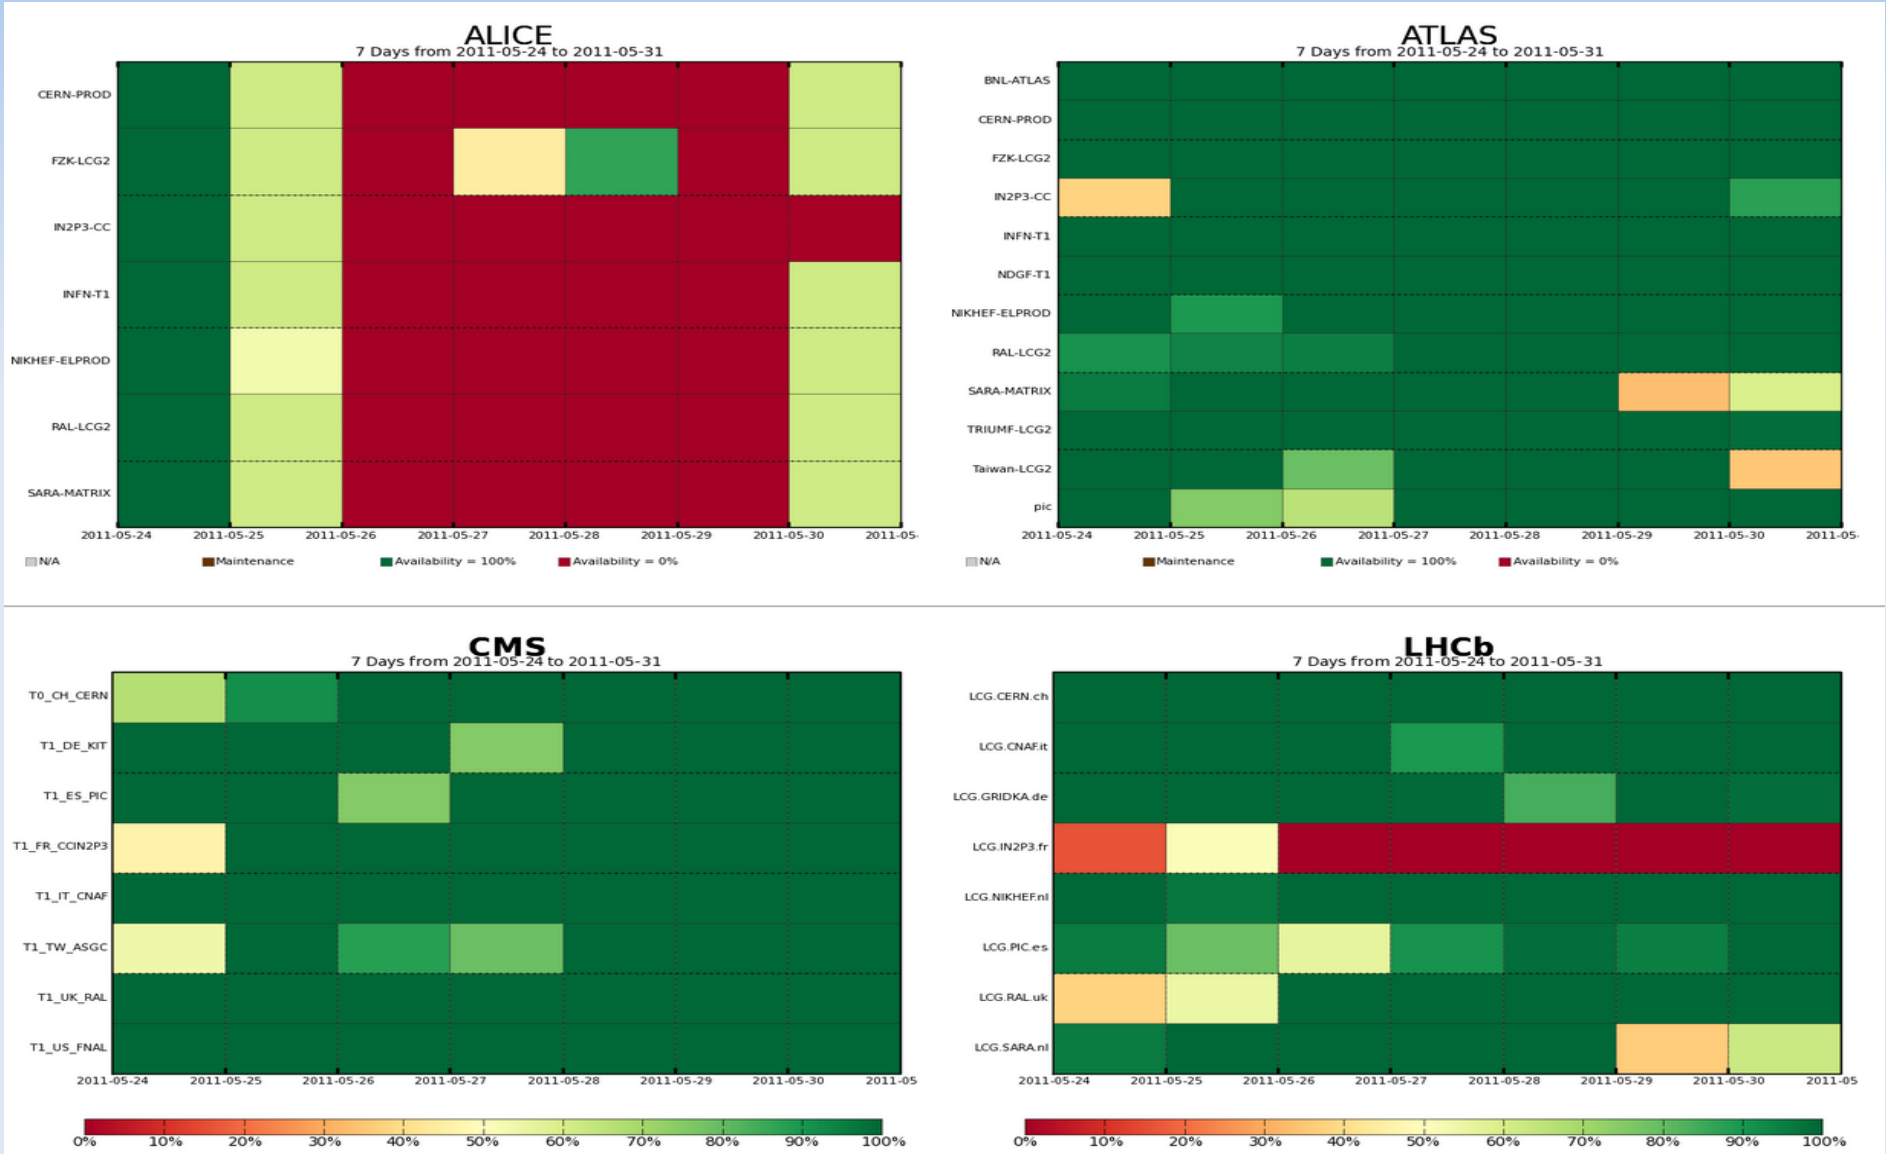 ALICE
7 Days from 2011-05-24 to 2011-05-31
CERN-PROD
FZK-LCG2
IN2P3-CC
INFN-T1
NIKHEF-ELPROD
RAL-LCG2
SARA-MATRIX
2011-05-24 2011-05-25 2011-05-26 2011-05-27 2011-05-28 2011-05-29 2011-05-30 2011-05-
N/A Maintenance Availability = 100% Availability = 0%
ATLAS
7 Days from 2011-05-24 to 2011-05-31
BNL-ATLAS
CERN-PROD
FZK-LCG2
IN2P3-CC
INFN-T1
NDGF-T1
NIKHEF-ELPROD
RAL-LCG2
SARA-MATRIX
TRIUMF-LCG2
Taiwan-LCG2
pic
2011-05-24 2011-05-25 2011-05-26 2011-05-27 2011-05-28 2011-05-29 2011-05-30 2011-05-
N/A Maintenance Availability = 100% Availability = 0%
CMS
7 Days from 2011-05-24 to 2011-05-31
T0_CH_CERN
T1_DE_KIT
T1_ES_PIC
T1_FR_CCIN2P3
T1_IT_CNAF
T1_TW_ASGC
T1_UK_RAL
T1_US_FNAL
2011-05-24 2011-05-25 2011-05-26 2011-05-27 2011-05-28 2011-05-29 2011-05-30 2011-05
0% 10% 20% 30% 40% 50% 60% 70% 80% 90% 100%
LHCb
7 Days from 2011-05-24 to 2011-05-31
LCG.CERN.ch
LCG.CNAF.it
LCG.GRIDKA.de
LCG.IN2P3.fr
LCG.NIKHEF.nl
LCG.PIC.es
LCG.RAL.uk
LCG.SARA.nl
2011-05-24 2011-05-25 2011-05-26 2011-05-27 2011-05-28 2011-05-29 2011-05-30 2011-05
0% 10% 20% 30% 40% 50% 60% 70% 80% 90% 100%